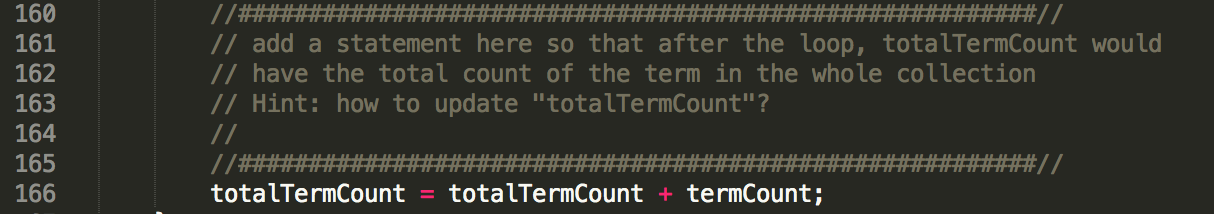 160 //#########################################################//
161 // add a statement here so that after the loop, totalTermCount would
162 // have the total count of the term in the whole collection
163 // Hint: how to update "totalTermCount"?
164 //
165 //#########################################################//
166 totalTermCount = totalTermCount + termCount;